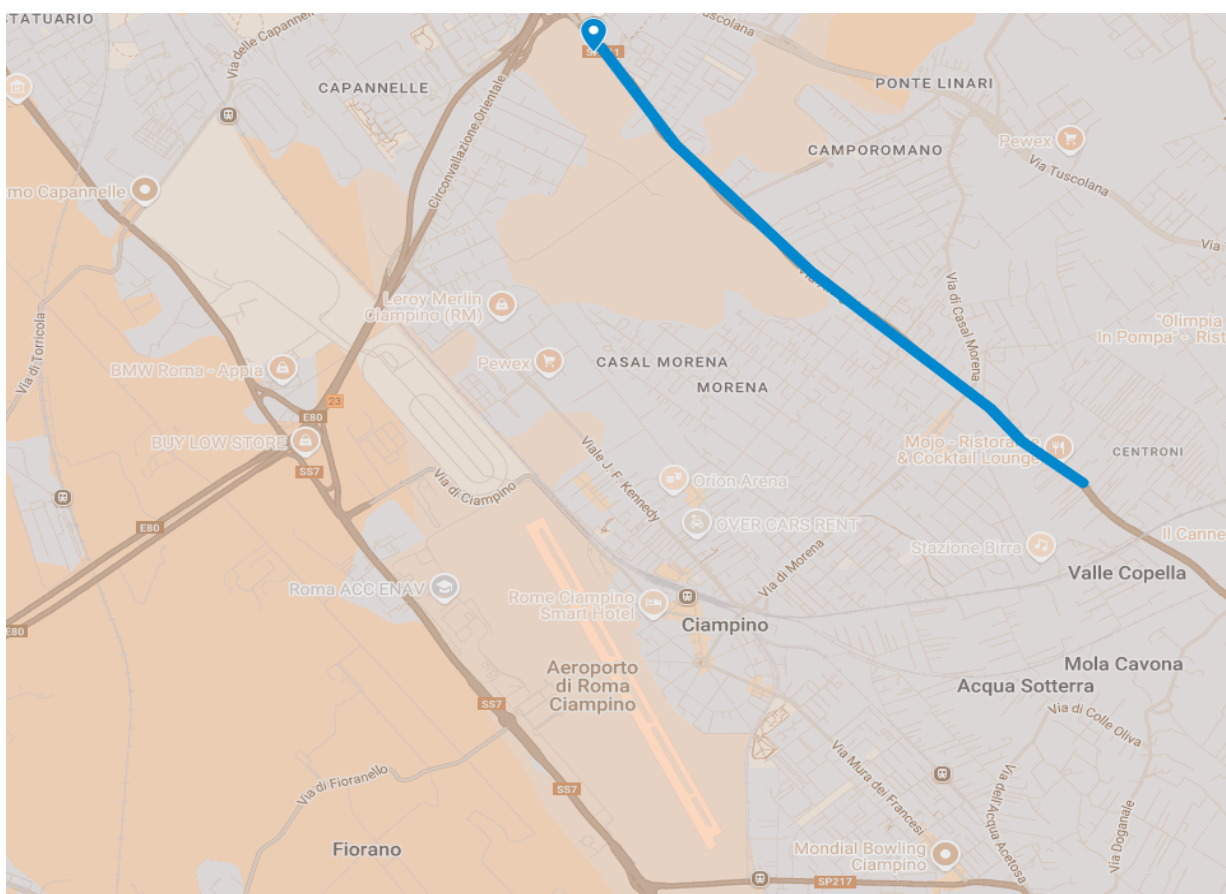 STATUARIO
Via delle Capannelle
CAPANNELLE
Circonvallazione Orientale
Tuscolana
PONTE LINARI
CAMPOROMANO
Pewex
Via Tuscolana
Via
Capannelle
Via di Torricola
Leroy Merlin
Ciampino (RM)
Pewex
CASAL MORENA
MORENA
Via di Casal Morena
"Olimpia
in Pompa" - Rist
BMW Roma - Appia
23
E80
BUY LOW STORE
SS7
Via di Ciampino
Viale J. F. Kennedy
Orion Arena
OVER CARS RENT
Mojo - Ristorante
& Cocktail Lounge
CENTRONI
E80
Stazione Birra
Il Canne
Valle Copella
Via di Morena
Roma ACC ENAV
Rome Ciampino
Smart Hotel
Ciampino
E80
Aeroporto
di Roma
Ciampino
Mola Cavona
Acqua Sotterra
Via di Colle Oliva
SS7
Via di Fioranello
SS7
Via Mura dei Francesi
Via dell'Acqua Acetosa
Via Doganale
Fiorano
Mondial Bowling
Ciampino
SP217